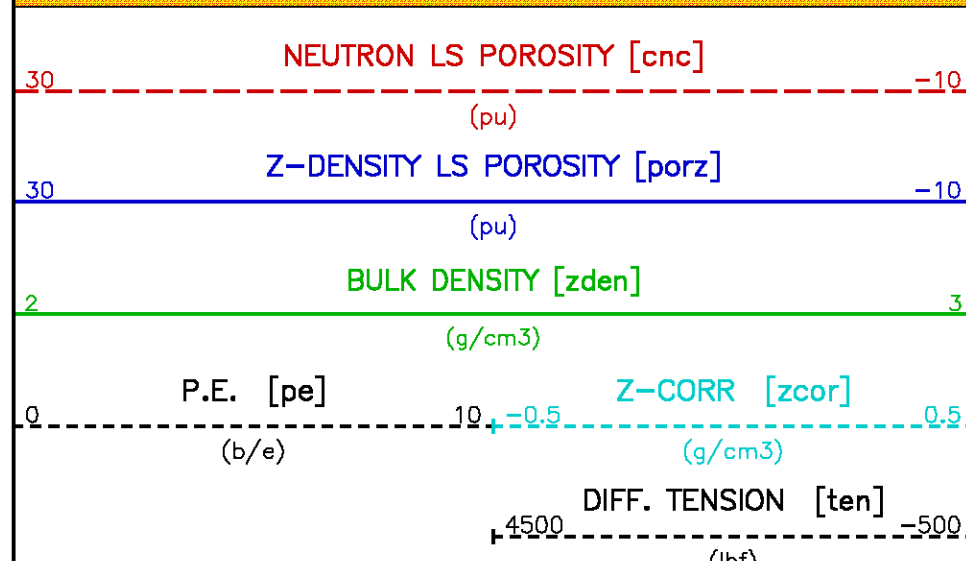 NEUTRON LS POROSITY [cnc]
30 -10
(pu)
Z-DENSITY LS POROSITY [porz]
30 -10
(pu)
BULK DENSITY [zden]
2 3
(g/cm3)
P.E. [pe] Z-CORR [zcor]
0 10 -0.5 0.5
(b/e) (g/cm3)
DIFF. TENSION [ten]
4500 -500
(lbf)